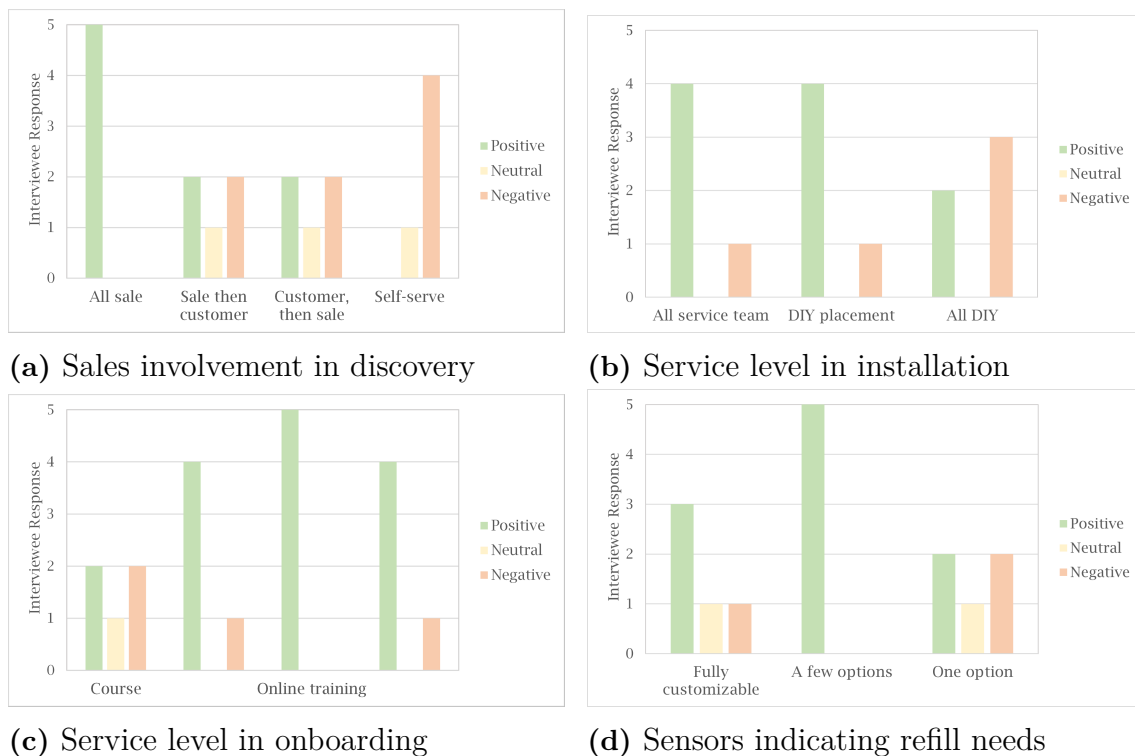 5
4
3
2
1
0
Interviewee Response
All sale
Sale then customer
Customer, then sale
Self-serve
Positive
Neutral
Negative
(a) Sales involvement in discovery
5
4
3
2
1
0
Interviewee Response
All service team
DIY placement
All DIY
Positive
Neutral
Negative
(b) Service level in installation
5
4
3
2
1
0
Interviewee Response
Course
Online training
Positive
Neutral
Negative
(c) Service level in onboarding
5
4
3
2
1
0
Interviewee Response
Fully customizable
A few options
One option
Positive
Neutral
Negative
(d) Sensors indicating refill needs